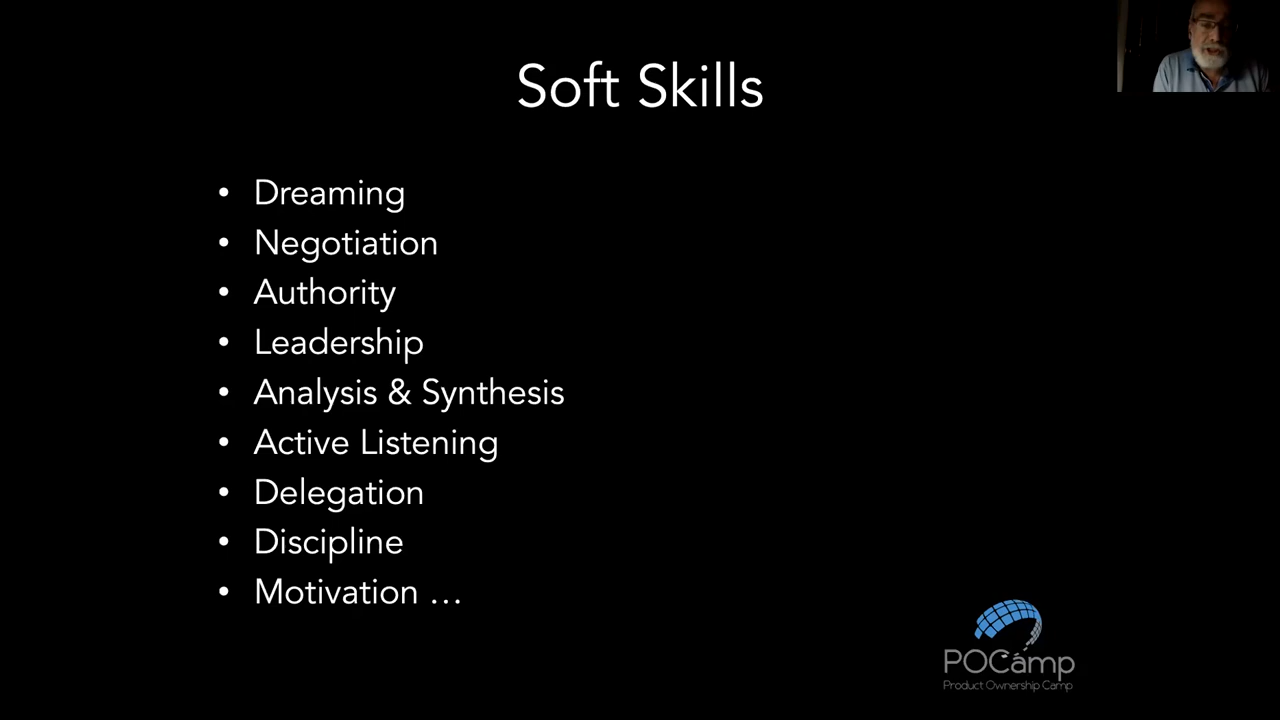 Soft Skills
• Dreaming
• Negotiation
• Authority
• Leadership
• Analysis & Synthesis
• Active Listening
• Delegation
• Discipline
• Motivation …
POCamp
Product Ownership Camp